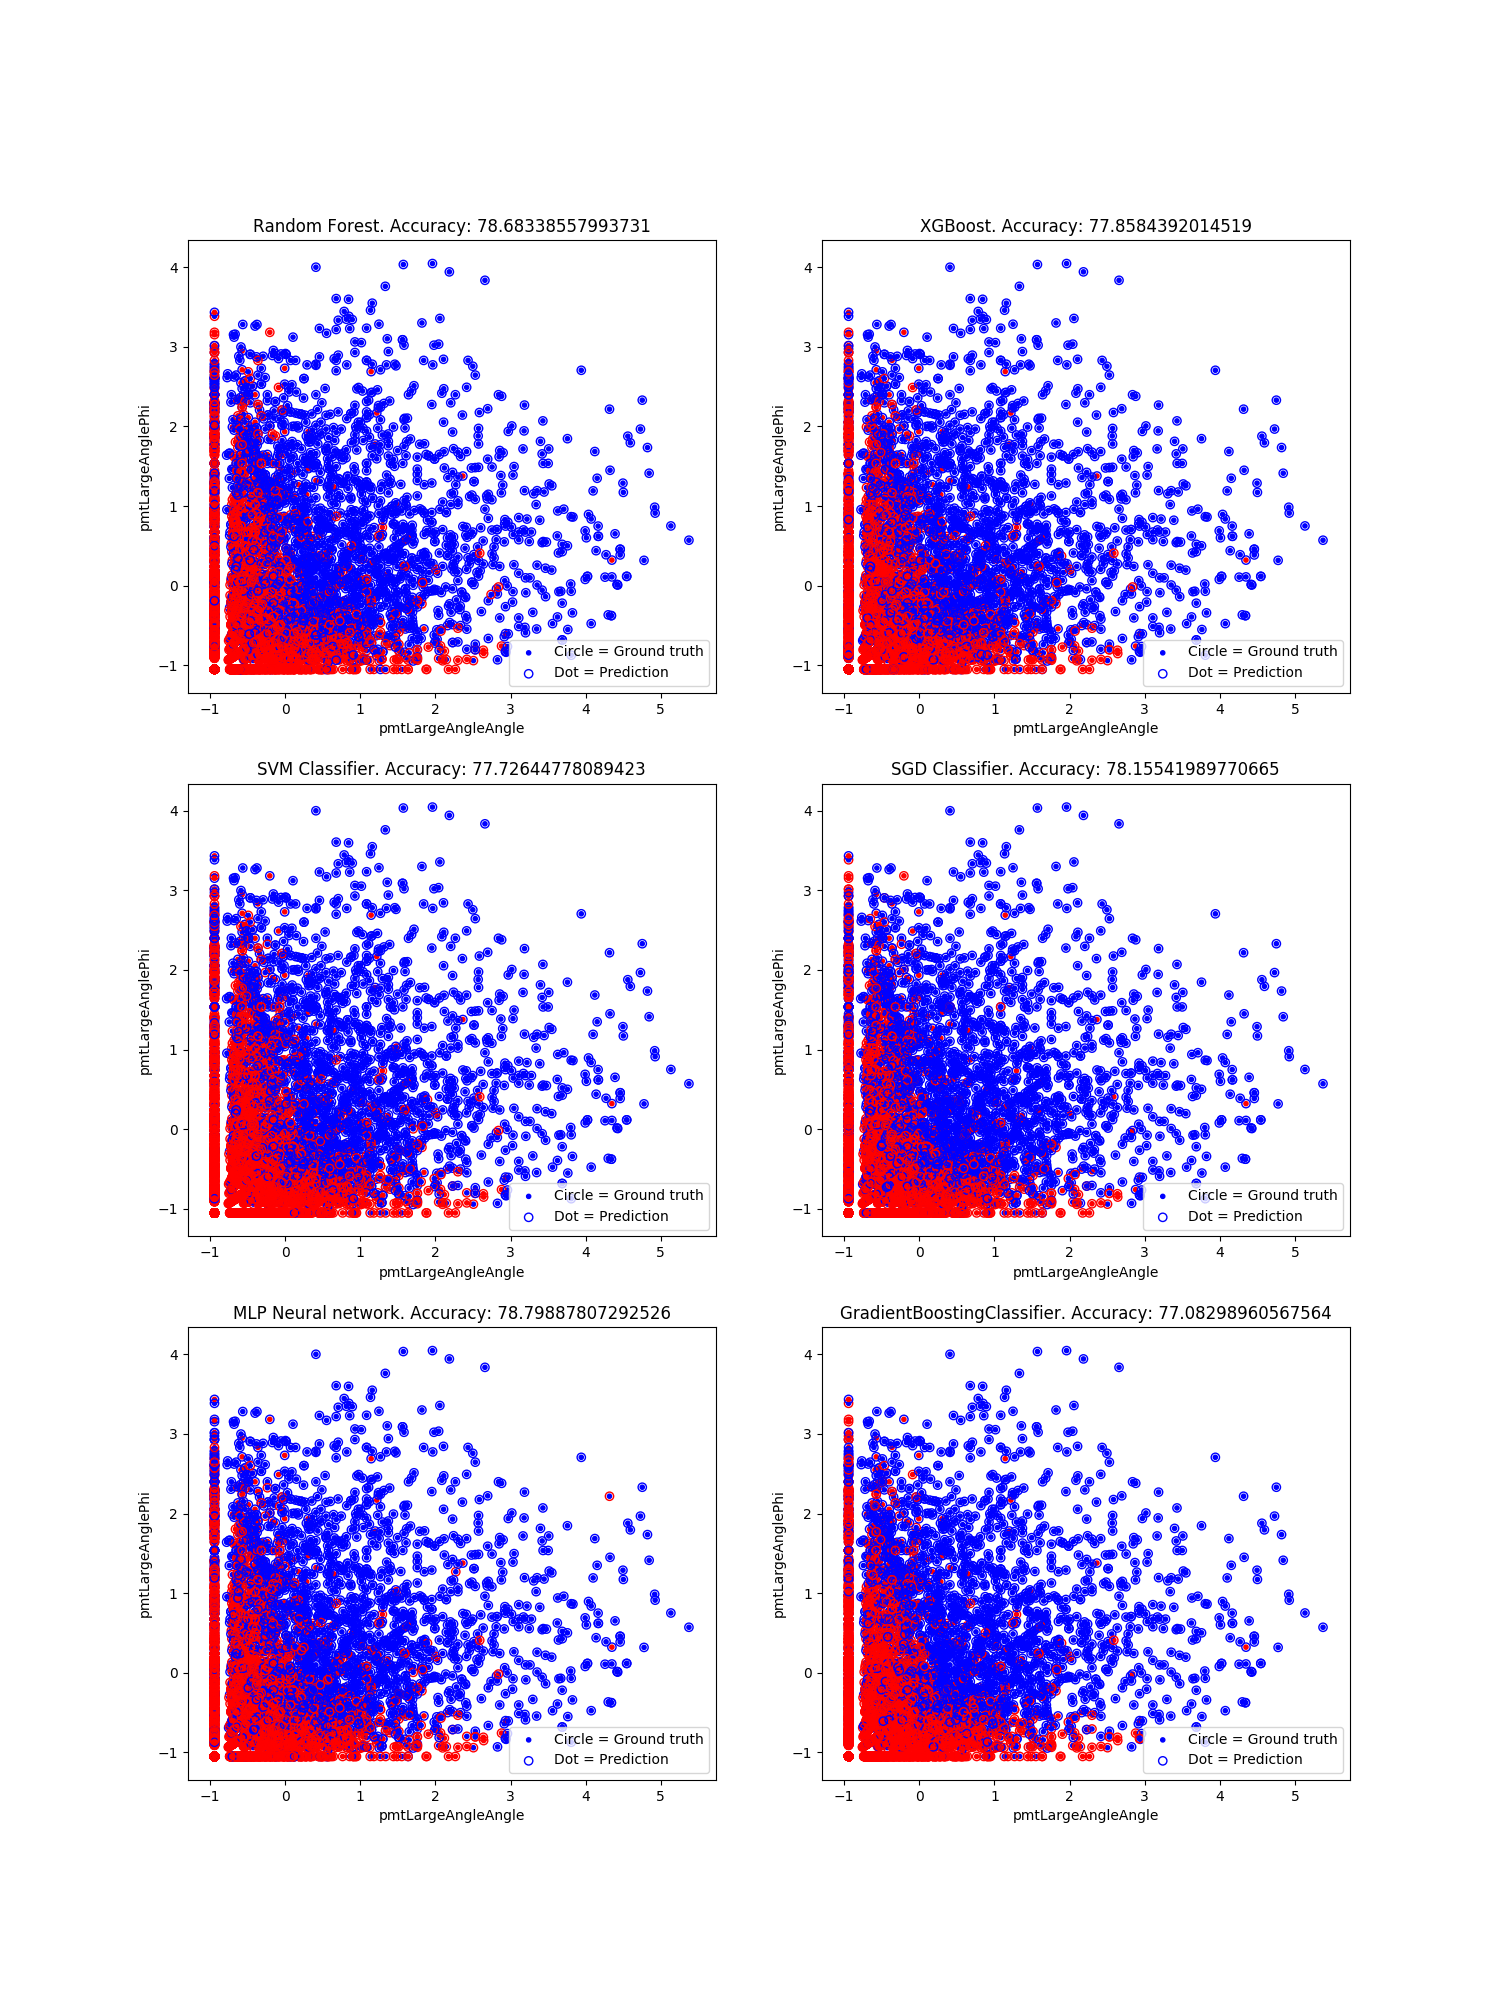 Random Forest. Accuracy: 78.68338557993731
4
3
2
1
0
−1
pmtLargeAnglePhi
Circle = Ground truth
Dot = Prediction
−1 0 1 2 3 4 5
pmtLargeAngleAngle
XGBoost. Accuracy: 77.8584392014519
4
3
2
1
0
−1
pmtLargeAnglePhi
Circle = Ground truth
Dot = Prediction
−1 0 1 2 3 4 5
pmtLargeAngleAngle
SVM Classifier. Accuracy: 77.72644778089423
4
3
2
1
0
−1
pmtLargeAnglePhi
Circle = Ground truth
Dot = Prediction
−1 0 1 2 3 4 5
pmtLargeAngleAngle
SGD Classifier. Accuracy: 78.15541989770665
4
3
2
1
0
−1
pmtLargeAnglePhi
Circle = Ground truth
Dot = Prediction
−1 0 1 2 3 4 5
pmtLargeAngleAngle
MLP Neural network. Accuracy: 78.79887807292526
4
3
2
1
0
−1
pmtLargeAnglePhi
Circle = Ground truth
Dot = Prediction
−1 0 1 2 3 4 5
pmtLargeAngleAngle
GradientBoostingClassifier. Accuracy: 77.08298960567564
4
3
2
1
0
−1
pmtLargeAnglePhi
Circle = Ground truth
Dot = Prediction
−1 0 1 2 3 4 5
pmtLargeAngleAngle